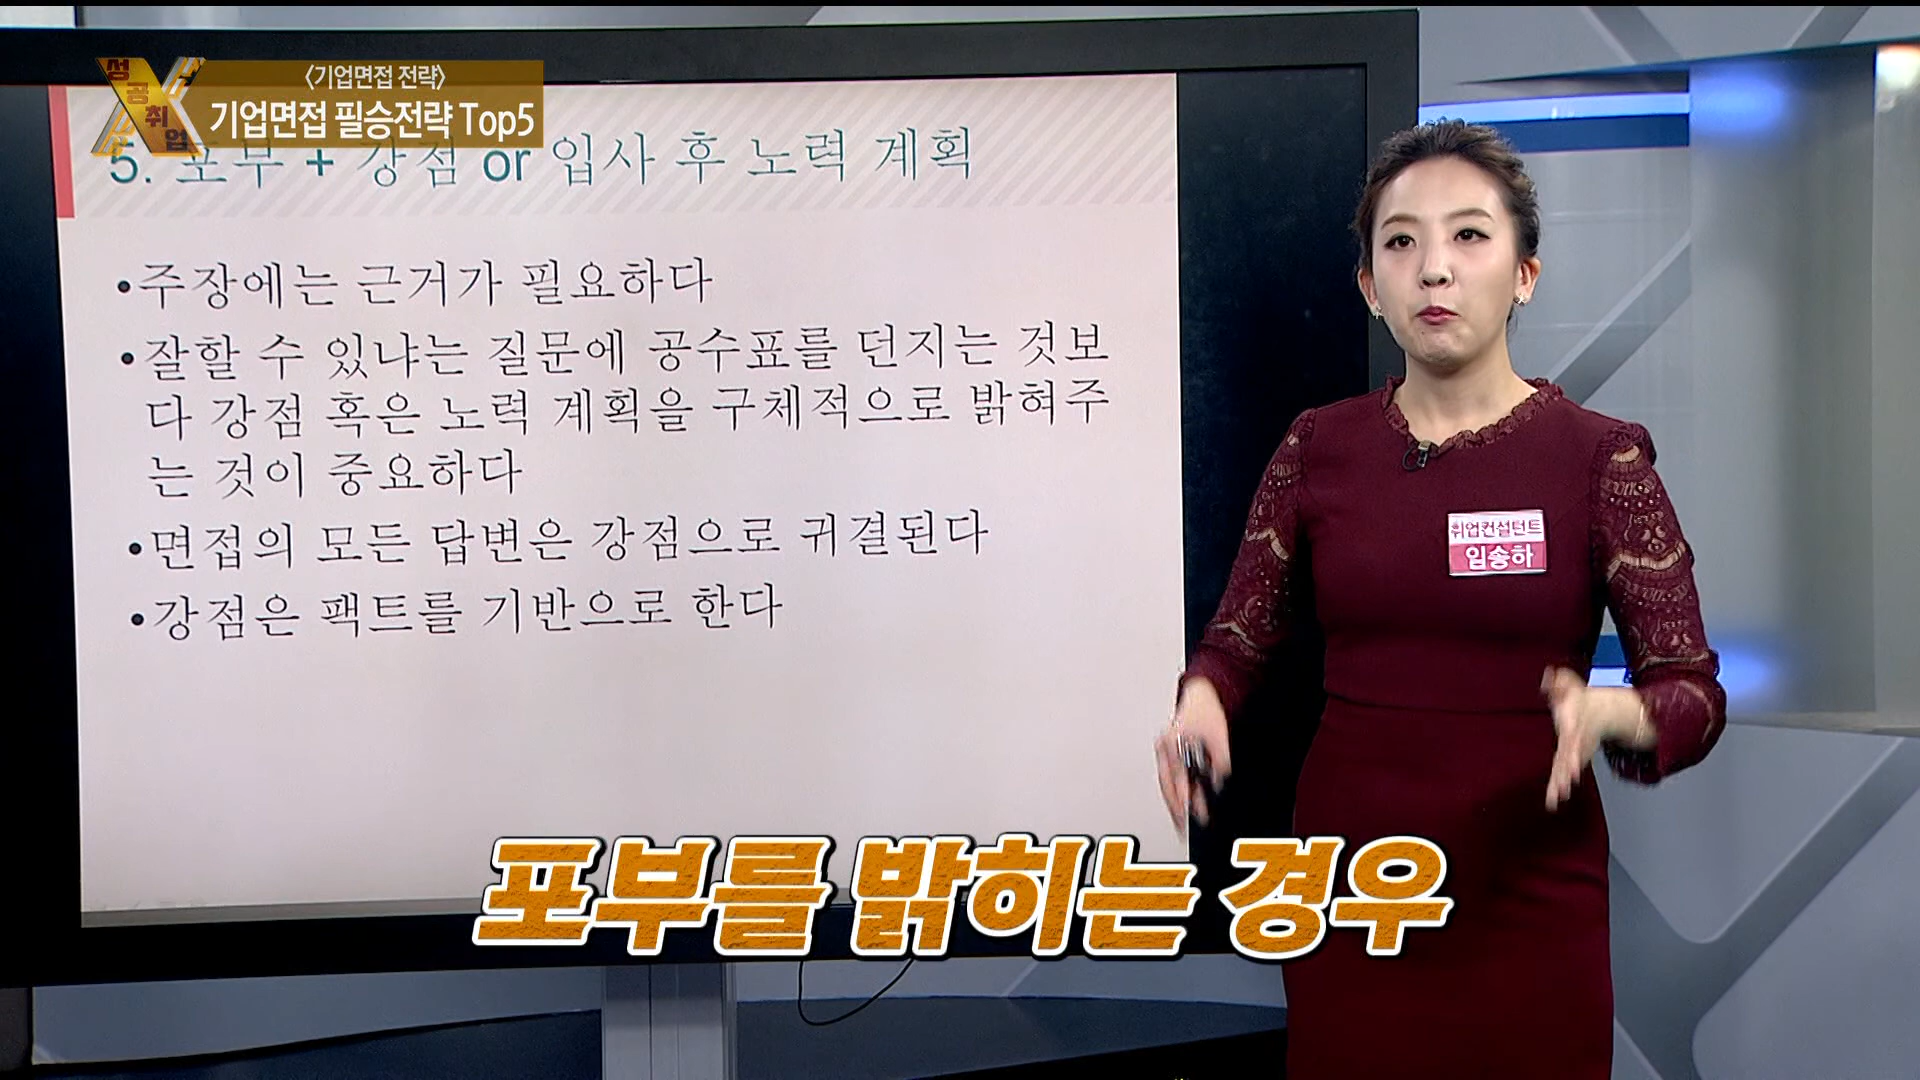 성공취업
X
〈기업면접 전략〉
기업면접 필승전략 Top5
5. 포부 + 강점 or 입사 후 노력 계획
•주장에는 근거가 필요하다
•잘할 수 있냐는 질문에 공수표를 던지는 것보
다 강점 혹은 노력 계획을 구체적으로 밝혀주
는 것이 중요하다
•면접의 모든 답변은 강점으로 귀결된다
•강점은 팩트를 기반으로 한다
취업컨설턴트
임송하
포부를 밝히는 경우